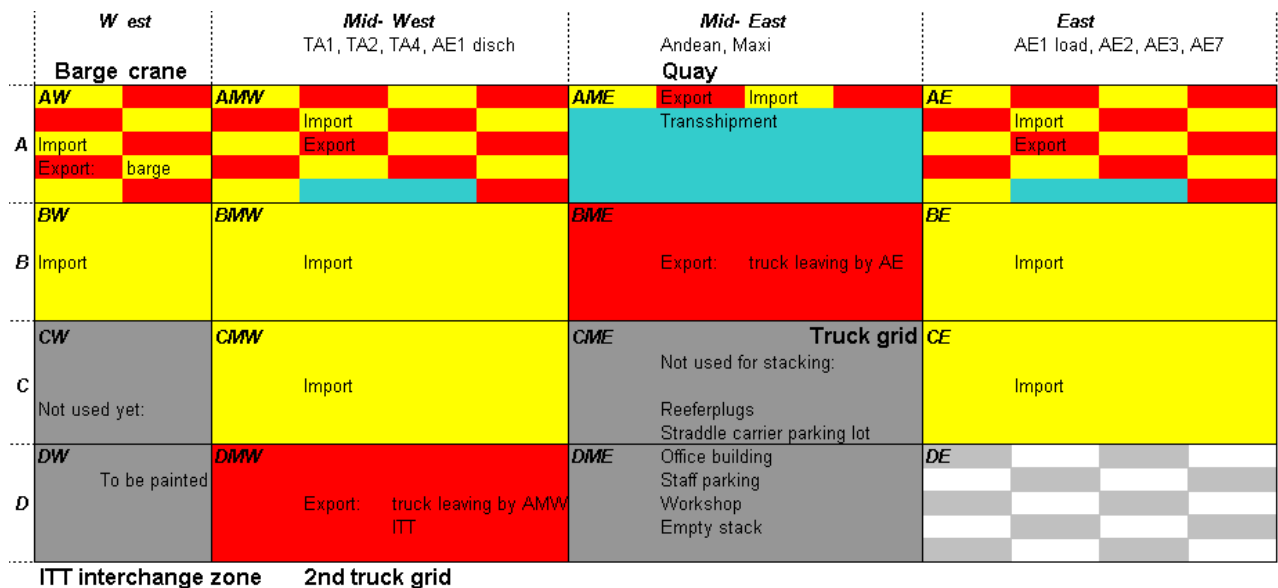 W est Mid- West Mid- East East
TA1, TA2, TA4, AE1 disch Andean, Maxi AE1 load, AE2, AE3, AE7
Barge crane Quay
AW AMW AME Export Import AE
Import Transshipment Import
A Import Export Export
Export: barge
BW BMW BME BE
B Import Import Export: truck leaving by AE Import
CW CMW CME Truck grid CE
Not used for stacking:
C Import Import
Not used yet: Reeferplugs
Straddle carrier parking lot
DW DMW DME Office building DE
To be painted Staff parking
D Export: truck leaving by AMW Workshop
ITT Empty stack
ITT interchange zone 2nd truck grid